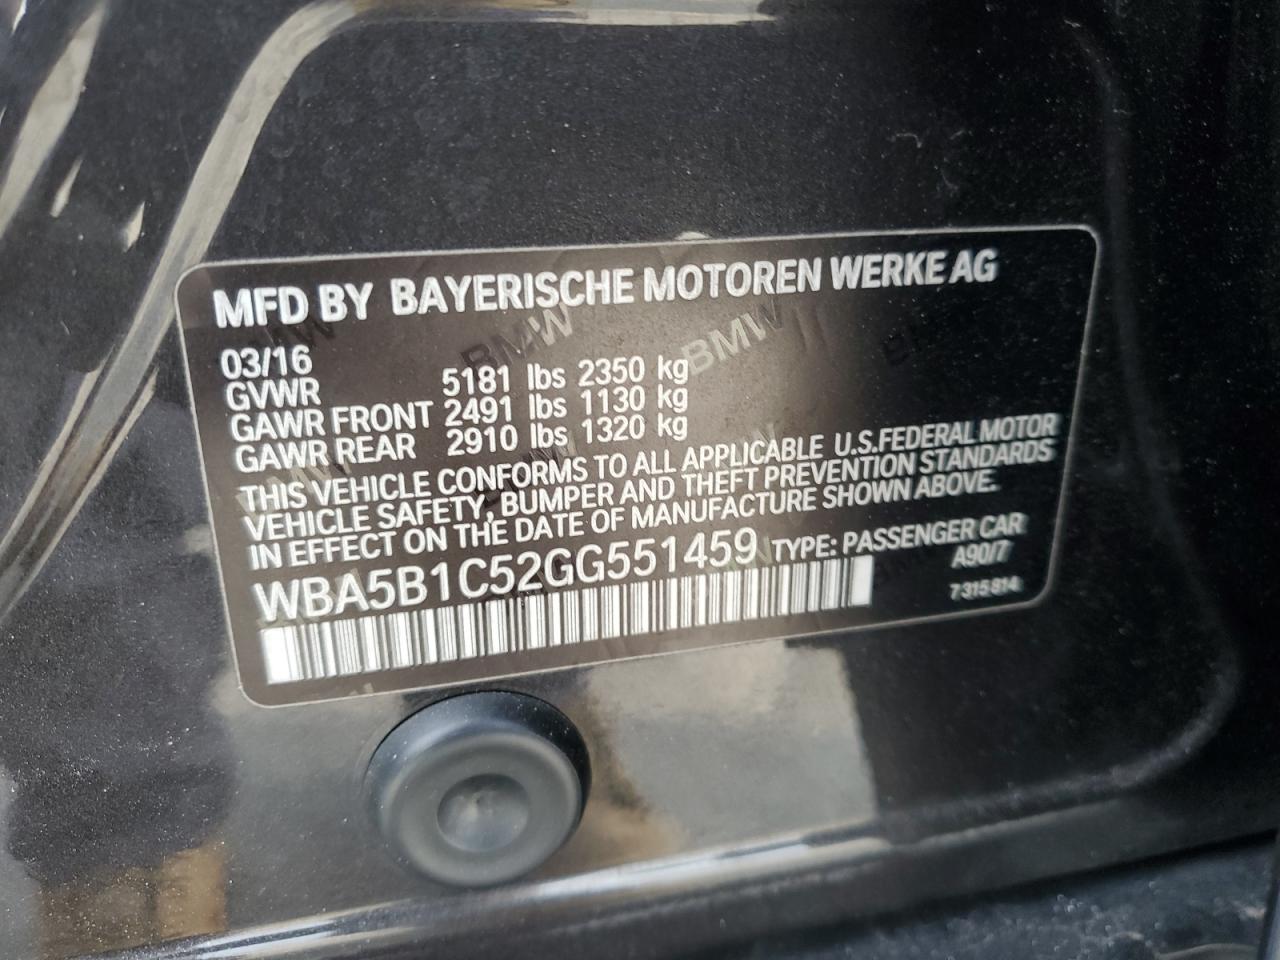 MFD BY BAYERISCHE MOTOREN WERKE AG
03/16
GVWR 5181 lbs 2350 kg
GAWR FRONT 2491 lbs 1130 kg
GAWR REAR 2910 lbs 1320 kg
THIS VEHICLE CONFORMS TO ALL APPLICABLE U.S.FEDERAL MOTOR
VEHICLE SAFETY, BUMPER AND THEFT PREVENTION STANDARDS
IN EFFECT ON THE DATE OF MANUFACTURE SHOWN ABOVE.
WBA5B1C52GG551459 TYPE: PASSENGER CAR
A90/7
7 315 814
BMW
BMW